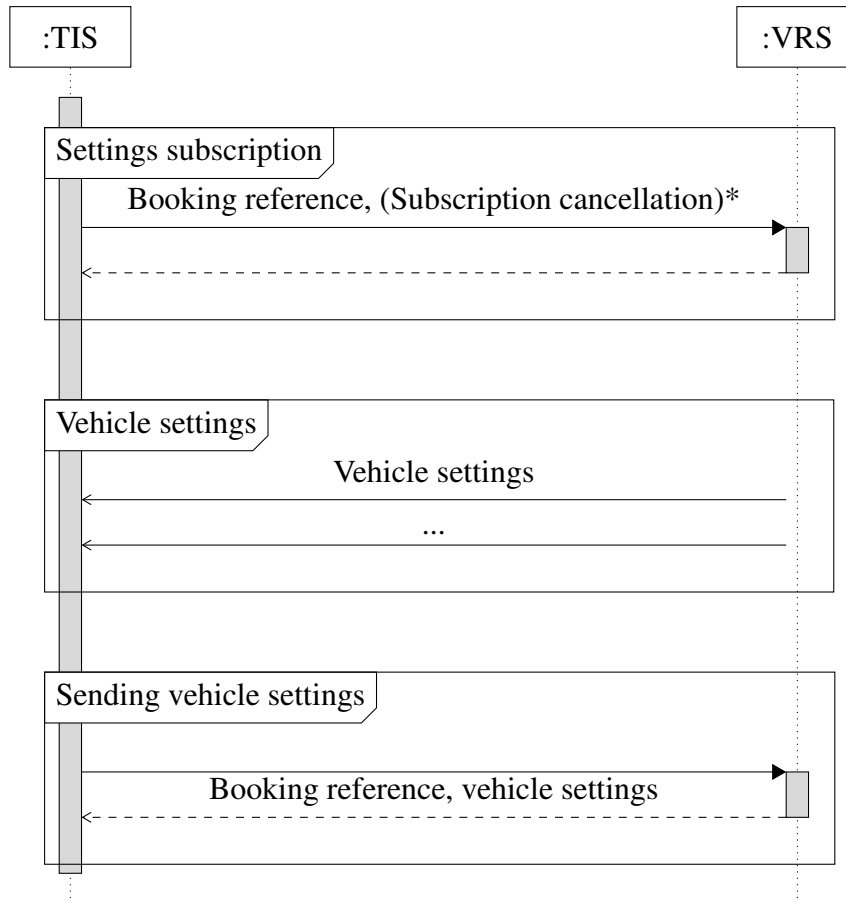 :TIS
:VRS
Settings subscription
Booking reference, (Subscription cancellation)*
Vehicle settings
Vehicle settings
...
Sending vehicle settings
Booking reference, vehicle settings